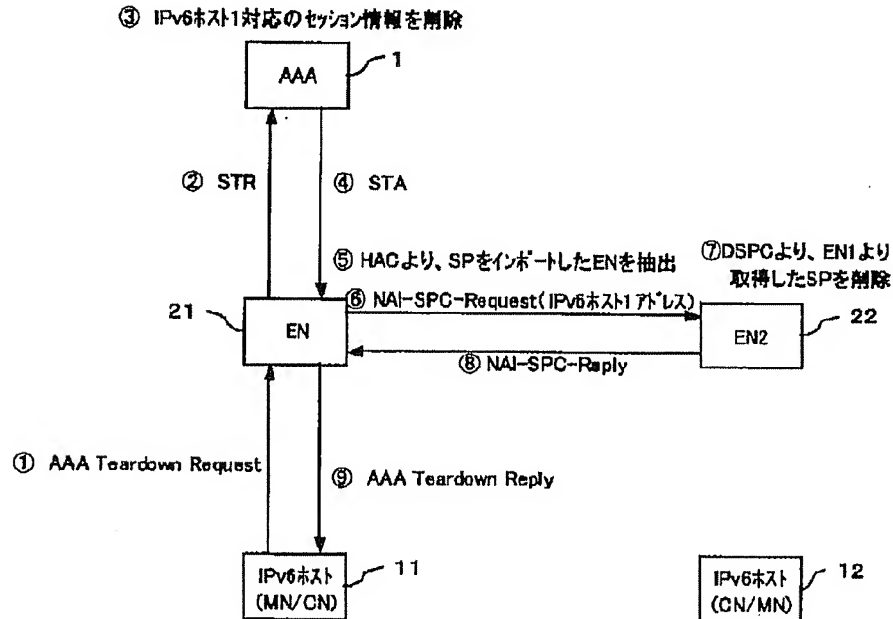 ③ IPv6ホスト1対応のセッション情報を削除
AAA
1
② STR
④ STA
⑤ HACより、SPをインポートしたENを抽出
⑦DSPCより、EN1より
取得したSPを削除
21
⑥ NAI-SPC-Request(IPv6ホスト1アドレス)
22
EN
EN2
⑧ NAI-SPC-Reply
① AAA Teardown Request
⑨ AAA Teardown Reply
IPv6ホスト
(MN/CN)
11
IPv6ホスト
(CN/MN)
12